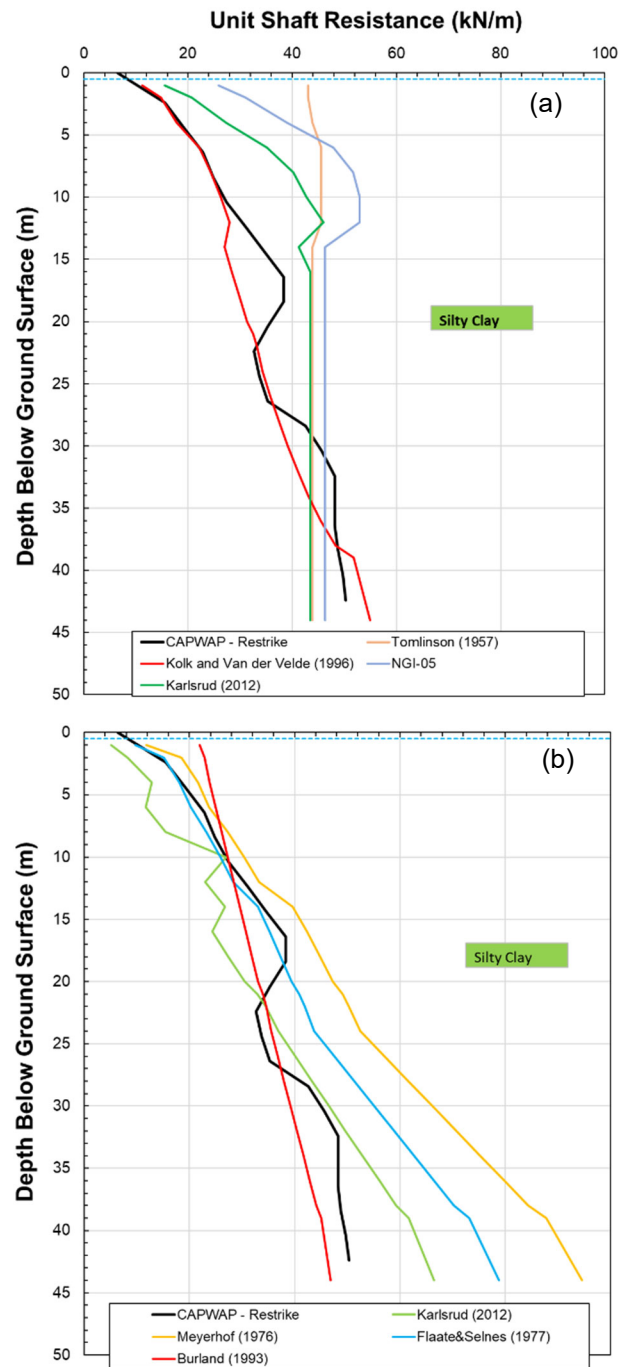 Unit Shaft Resistance (kN/m)
0 20 40 60 80 100
(a)
Depth Below Ground Surface (m)
0
5
10
15
20
25
30
35
40
45
50
Silty Clay
CAPWAP - Restrike
Tomlinson (1957)
Kolk and Van der Velde (1996)
NGI-05
Karlsrud (2012)
(b)
Depth Below Ground Surface (m)
0
5
10
15
20
25
30
35
40
45
50
Silty Clay
CAPWAP - Restrike
Karlsrud (2012)
Meyerhof (1976)
Flaate&Selnes (1977)
Burland (1993)